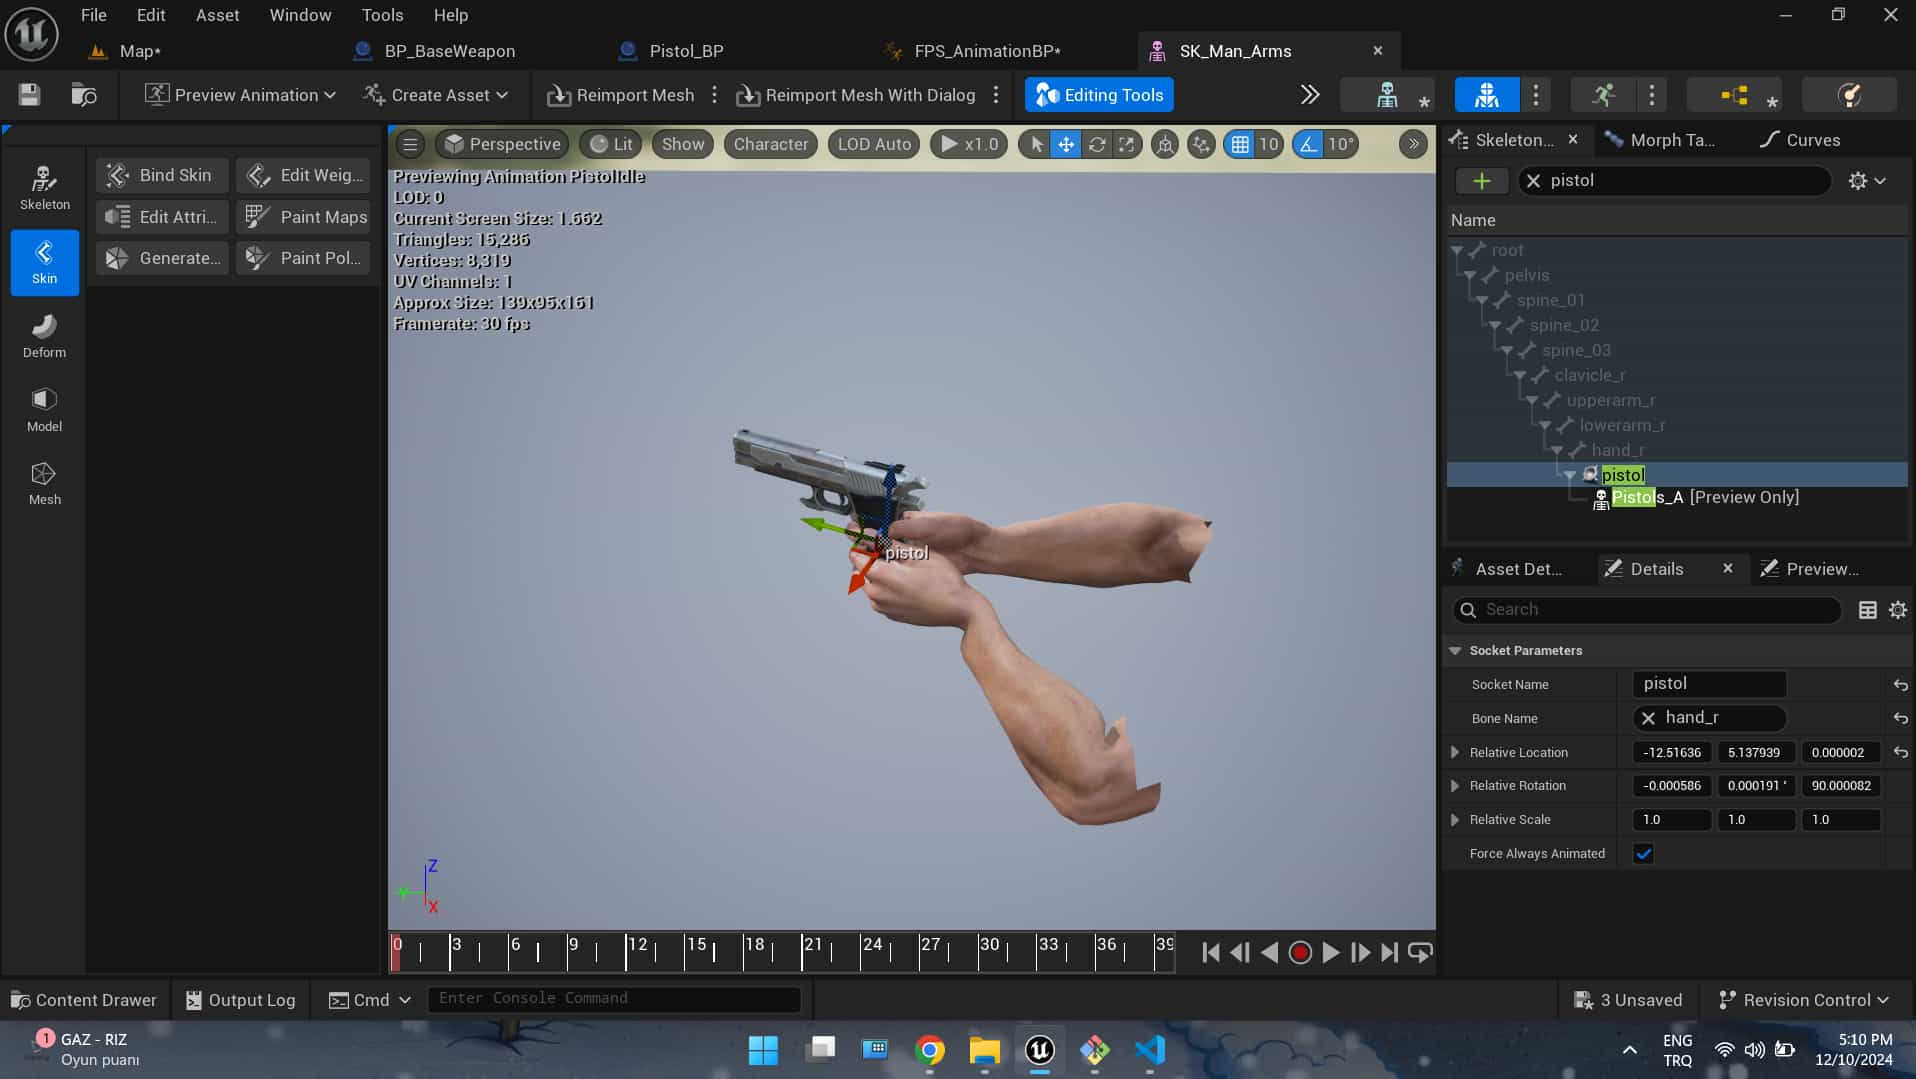 File Edit Asset Window Tools Help
Map* BP_BaseWeapon Pistol_BP FPS_AnimationBP* SK_Man_Arms
Preview Animation Create Asset Reimport Mesh Reimport Mesh With Dialog Editing Tools
Skeleton
Skin
Deform
Model
Mesh
Bind Skin Edit Weig...
Edit Attri... Paint Maps
Generate... Paint Pol...
Perspective Lit Show Character LOD Auto x1.0 10 10°
Previewing Animation PistolIdle
LOD: 0
Current Screen Size: 1.662
Triangles: 15,286
Vertices: 8,319
UV Channels: 1
Approx Size: 139x95x161
Framerate: 30 fps
pistol
Z
Y
X
0 3 6 9 12 15 18 21 24 27 30 33 36 39
Skeleton... Morph Ta... Curves
pistol
Name
root
pelvis
spine_01
spine_02
spine_03
clavicle_r
upperarm_r
lowerarm_r
hand_r
pistol
Pistols_A [Preview Only]
Asset Det... Details Preview...
Search
Socket Parameters
Socket Name pistol
Bone Name hand_r
Relative Location -12.51636 5.137939 0.000002
Relative Rotation -0.000586 0.000191 ° 90.000082
Relative Scale 1.0 1.0 1.0
Force Always Animated
Content Drawer Output Log Cmd Enter Console Command 3 Unsaved Revision Control
1 GAZ - RIZ
Oyun puanı
ENG
TRQ
5:10 PM
12/10/2024